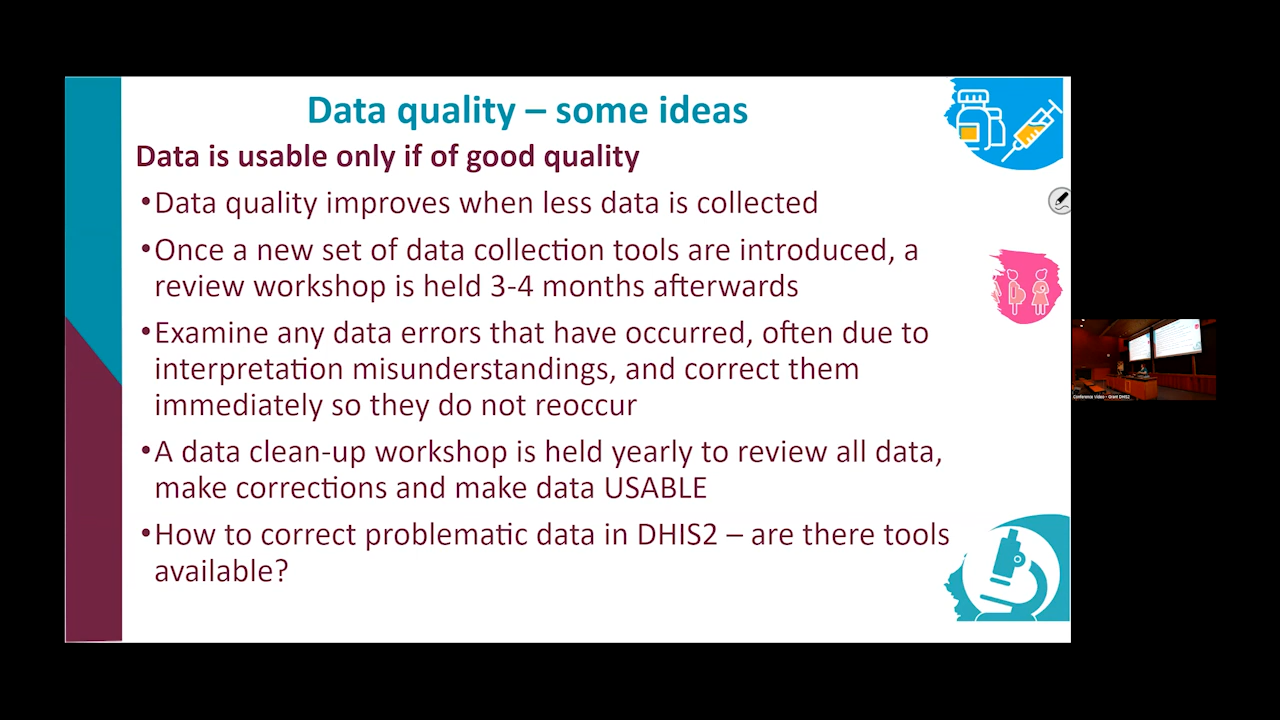 Data quality – some ideas
Data is usable only if of good quality
•Data quality improves when less data is collected
•Once a new set of data collection tools are introduced, a
review workshop is held 3-4 months afterwards
•Examine any data errors that have occurred, often due to
interpretation misunderstandings, and correct them
immediately so they do not reoccur
•A data clean-up workshop is held yearly to review all data,
make corrections and make data USABLE
•How to correct problematic data in DHIS2 – are there tools
available?
Conference Video - Grant DHIS2